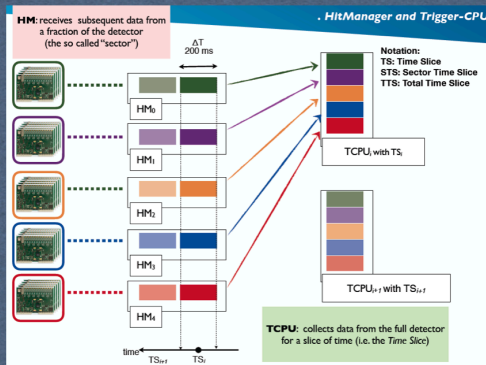 HM: receives subsequent data from
a fraction of the detector
(the so called “sector”)
. HitManager and Trigger-CPU
ΔT
200 ms
Notation:
TS: Time Slice
STS: Sector Time Slice
TTS: Total Time Slice
HM0
HM1
HM2
HM3
HM4
TCPUi with TSi
TCPUi+1 with TSi+1
time
TSi+1
TSi
TCPU: collects data from the full detector
for a slice of time (i.e. the Time Slice)